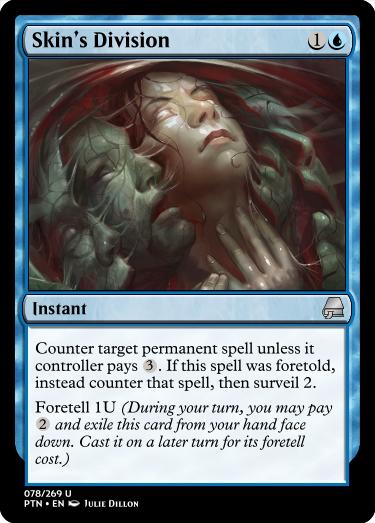 Skin's Division 1
Instant
Counter target permanent spell unless it
controller pays 3. If this spell was foretold,
instead counter that spell, then surveil 2.
Foretell 1U (During your turn, you may pay
2 and exile this card from your hand face
down. Cast it on a later turn for its foretell
cost.)
078/269 U
PTN • EN JULIE DILLON